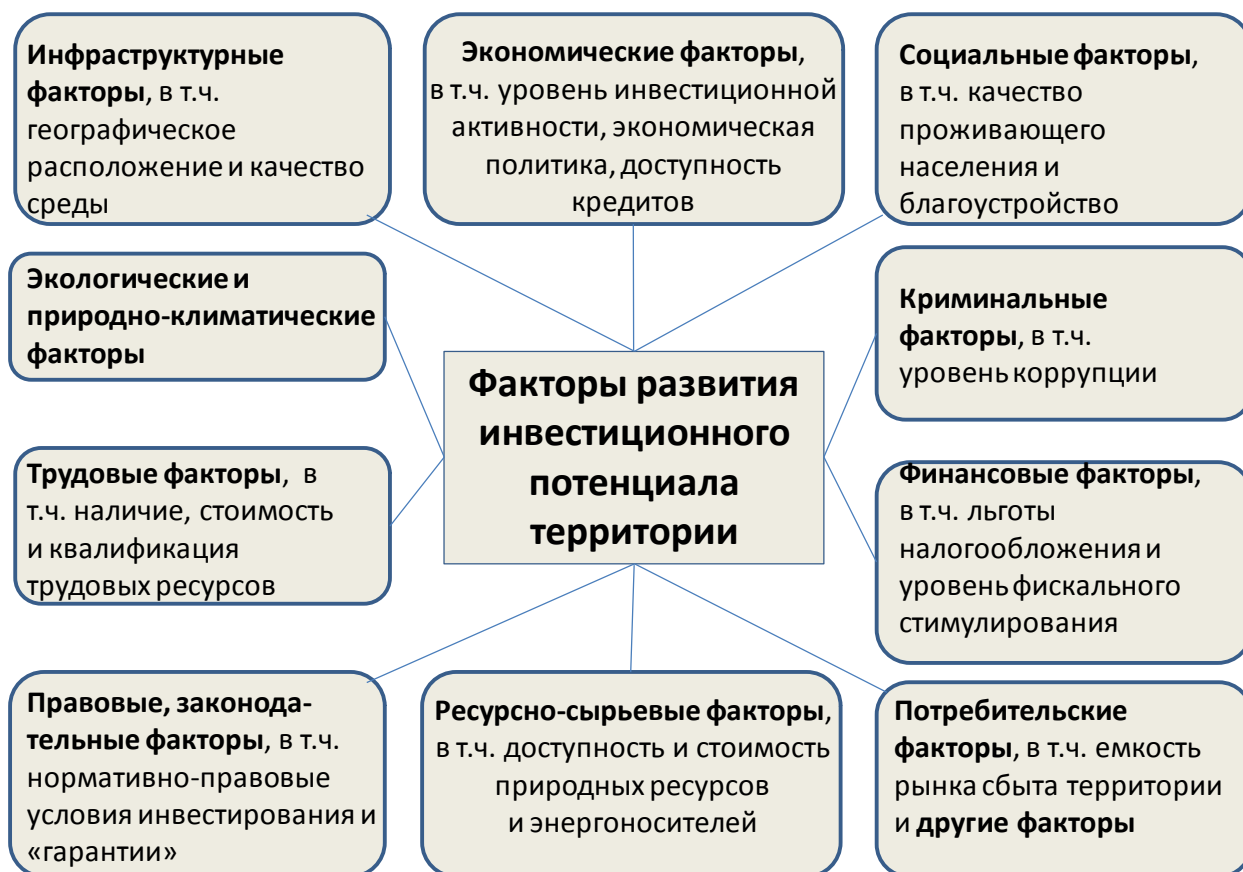 Инфраструктурные
факторы, в т.ч.
географическое
расположение и качество
среды
Экономические факторы,
в т.ч. уровень инвестиционной
активности, экономическая
политика, доступность
кредитов
Социальные факторы,
в т.ч. качество
проживающего
населения и
благоустройство
Экологические и
природно-климатические
факторы
Криминальные
факторы, в т.ч.
уровень коррупции
Факторы развития
инвестиционного
потенциала
территории
Трудовые факторы, в
т.ч. наличие, стоимость
и квалификация
трудовых ресурсов
Финансовые факторы,
в т.ч. льготы
налогообложения и
уровень фискального
стимулирования
Правовые, законода-
тельные факторы, в т.ч.
нормативно-правовые
условия инвестирования и
«гарантии»
Ресурсно-сырьевые факторы,
в т.ч. доступность и стоимость
природных ресурсов
и энергоносителей
Потребительские
факторы, в т.ч. емкость
рынка сбыта территории
и другие факторы